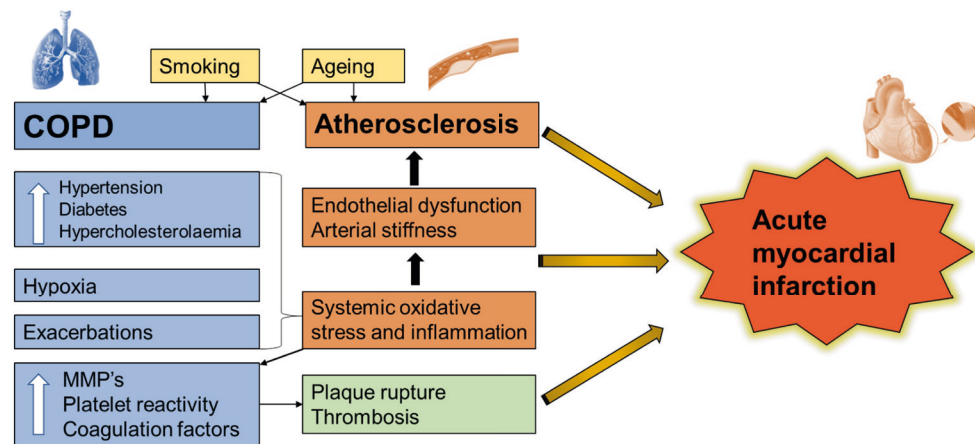 Smoking
Ageing
COPD
Atherosclerosis
Hypertension
Diabetes
Hypercholesterolaemia
Endothelial dysfunction
Arterial stiffness
Hypoxia
Exacerbations
Systemic oxidative
stress and inflammation
MMP's
Platelet reactivity
Coagulation factors
Plaque rupture
Thrombosis
Acute
myocardial
infarction